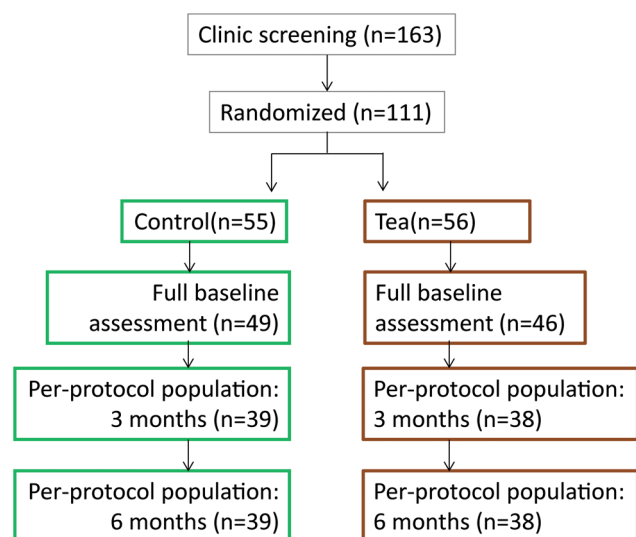 Clinic screening (n=163)
Randomized (n=111)
Control(n=55)
Tea(n=56)
Full baseline
assessment (n=49)
Full baseline
assessment (n=46)
Per-protocol population:
3 months (n=39)
Per-protocol population:
3 months (n=38)
Per-protocol population:
6 months (n=39)
Per-protocol population:
6 months (n=38)